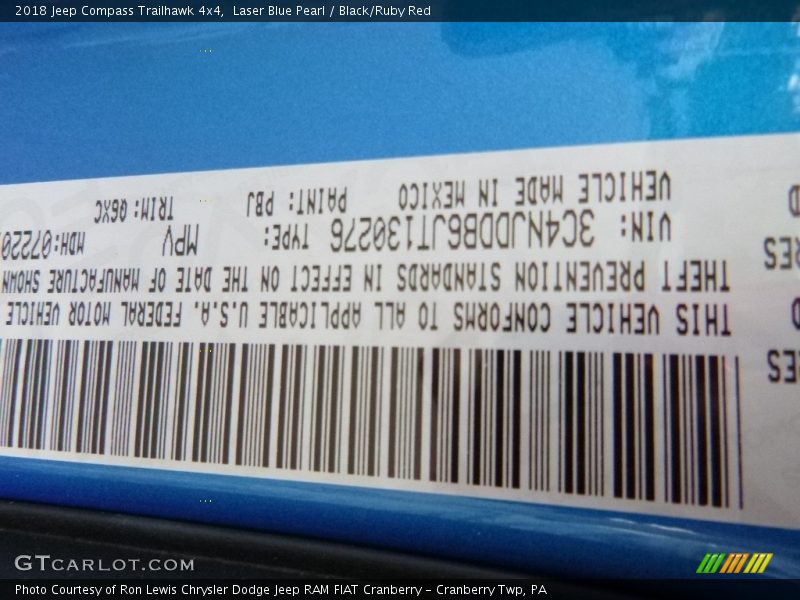 2018 Jeep Compass Trailhawk 4x4, Laser Blue Pearl / Black/Ruby Red
THIS VEHICLE CONFORMS TO ALL APPLICABLE U.S.A. FEDERAL MOTOR VEHICLE
THEFT PREVENTION STANDARDS IN EFFECT ON THE DATE OF MANUFACTURE SHOWN
VIN: 3C4NJDDB6JT130276 TYPE: MPV MDH:07220
VEHICLE MADE IN MEXICO PAINT: PBJ TRIM: Q6XC
GTCARLOT.COM
Photo Courtesy of Ron Lewis Chrysler Dodge Jeep RAM FIAT Cranberry - Cranberry Twp, PA